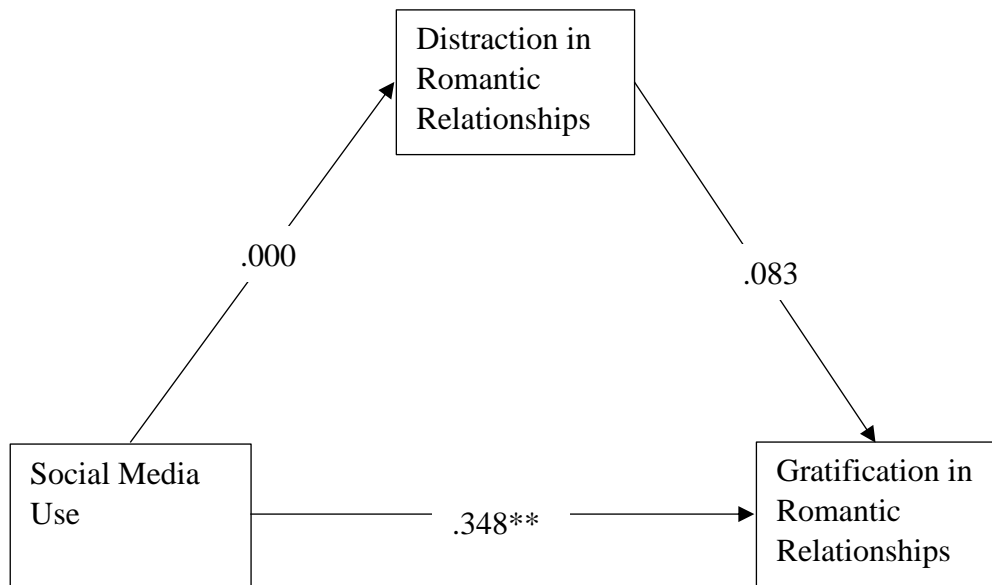 Distraction in
Romantic
Relationships
.000
.083
Social Media
Use
.348**
Gratification in
Romantic
Relationships